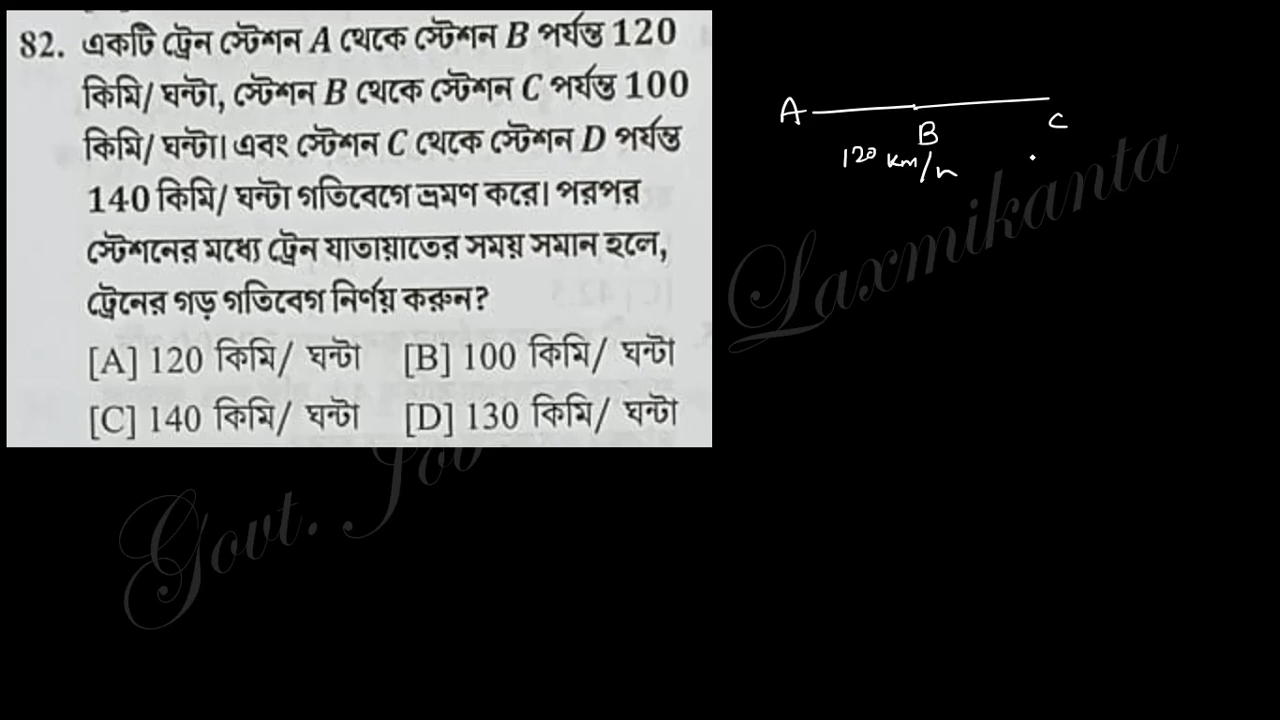 82. একটি ট্রেন স্টেশন A থেকে স্টেশন B পর্যন্ত 120
কিমি/ ঘন্টা, স্টেশন B থেকে স্টেশন C পর্যন্ত 100
কিমি/ ঘন্টা। এবং স্টেশন C থেকে স্টেশন D পর্যন্ত
140 কিমি/ ঘন্টা গতিবেগে ভ্রমণ করে। পরপর
স্টেশনের মধ্যে ট্রেন যাতায়াতের সময় সমান হলে,
ট্রেনের গড় গতিবেগ নির্ণয় করুন?
[A] 120 কিমি/ ঘন্টা [B] 100 কিমি/ ঘন্টা
[C] 140 কিমি/ ঘন্টা [D] 130 কিমি/ ঘন্টা
A
B
C
120 km/h
Laxmikanta
Govt. Job